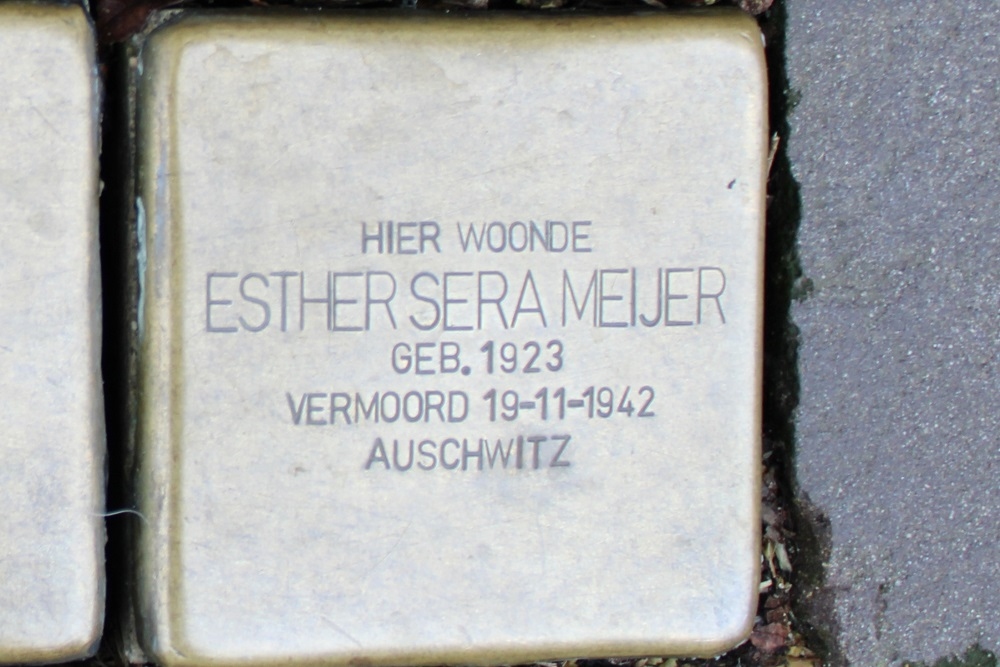 HIER WOONDE
ESTHER SERA MEIJER
GEB. 1923
VERMOORD 19-11-1942
AUSCHWITZ